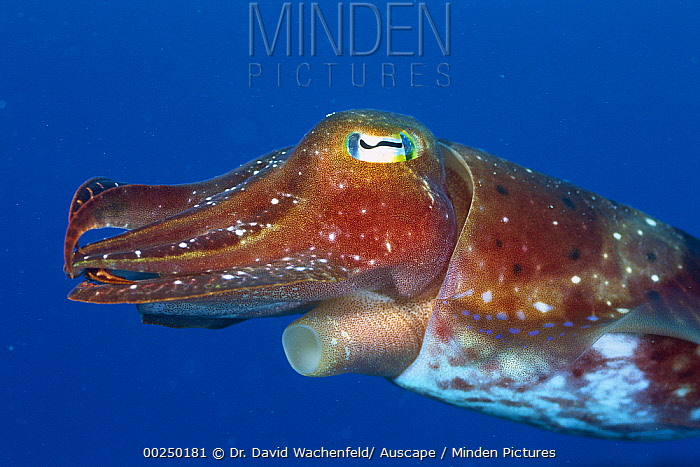 MINDEN
PICTURES
00250181 © Dr. David Wachenfeld/ Auscape / Minden Pictures